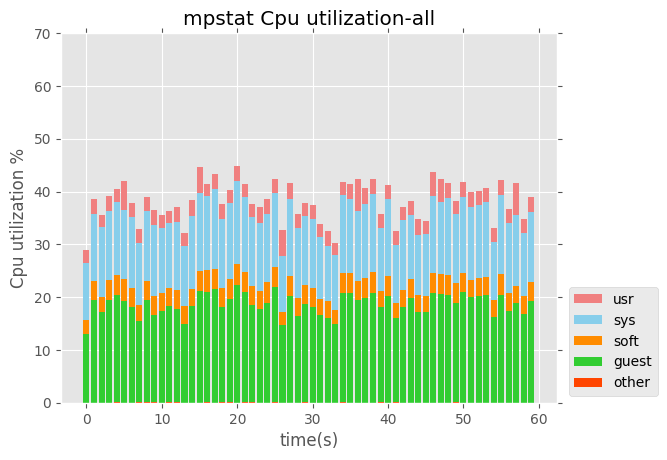 mpstat Cpu utilization-all
70
60
50
40
30
20
10
0
Cpu utilization %
0
10
20
30
40
50
60
time(s)
usr
sys
soft
guest
other